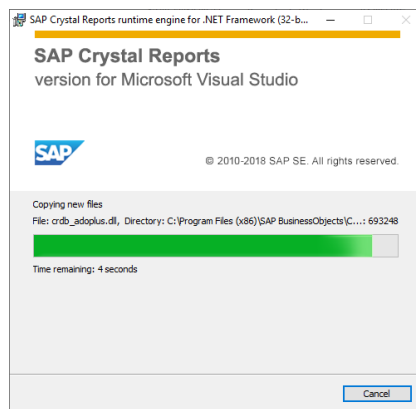 SAP Crystal Reports runtime engine for .NET Framework (32-b...
SAP Crystal Reports
version for Microsoft Visual Studio
SAP
© 2010-2018 SAP SE. All rights reserved.
Copying new files
File: crdb_adoplus.dll, Directory: C:\Program Files (x86)\SAP BusinessObjects\C...: 693248
Time remaining: 4 seconds
Cancel